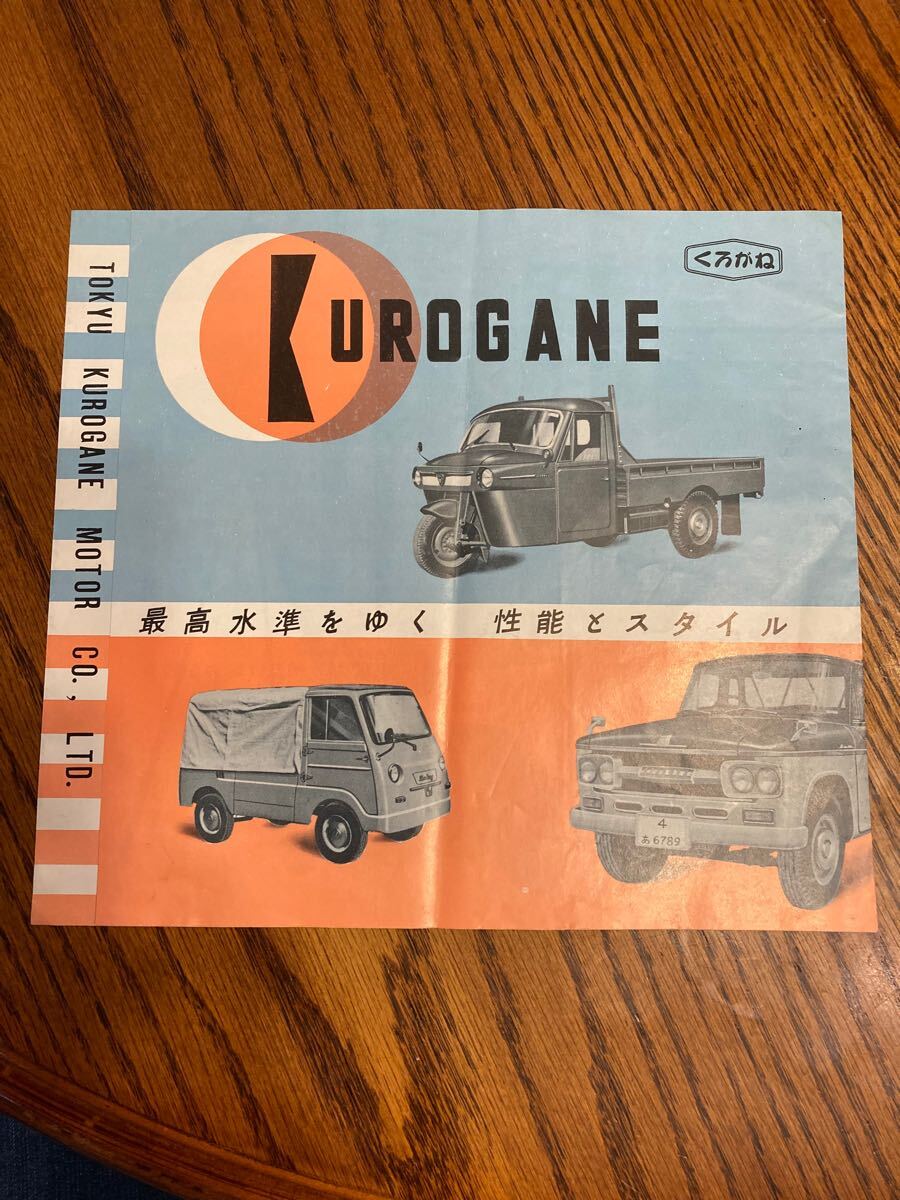 KUROGANE
くろがね
TOKYU KUROGANE MOTOR CO., LTD.
最高水準をゆく 性能とスタイル
4
あ6789